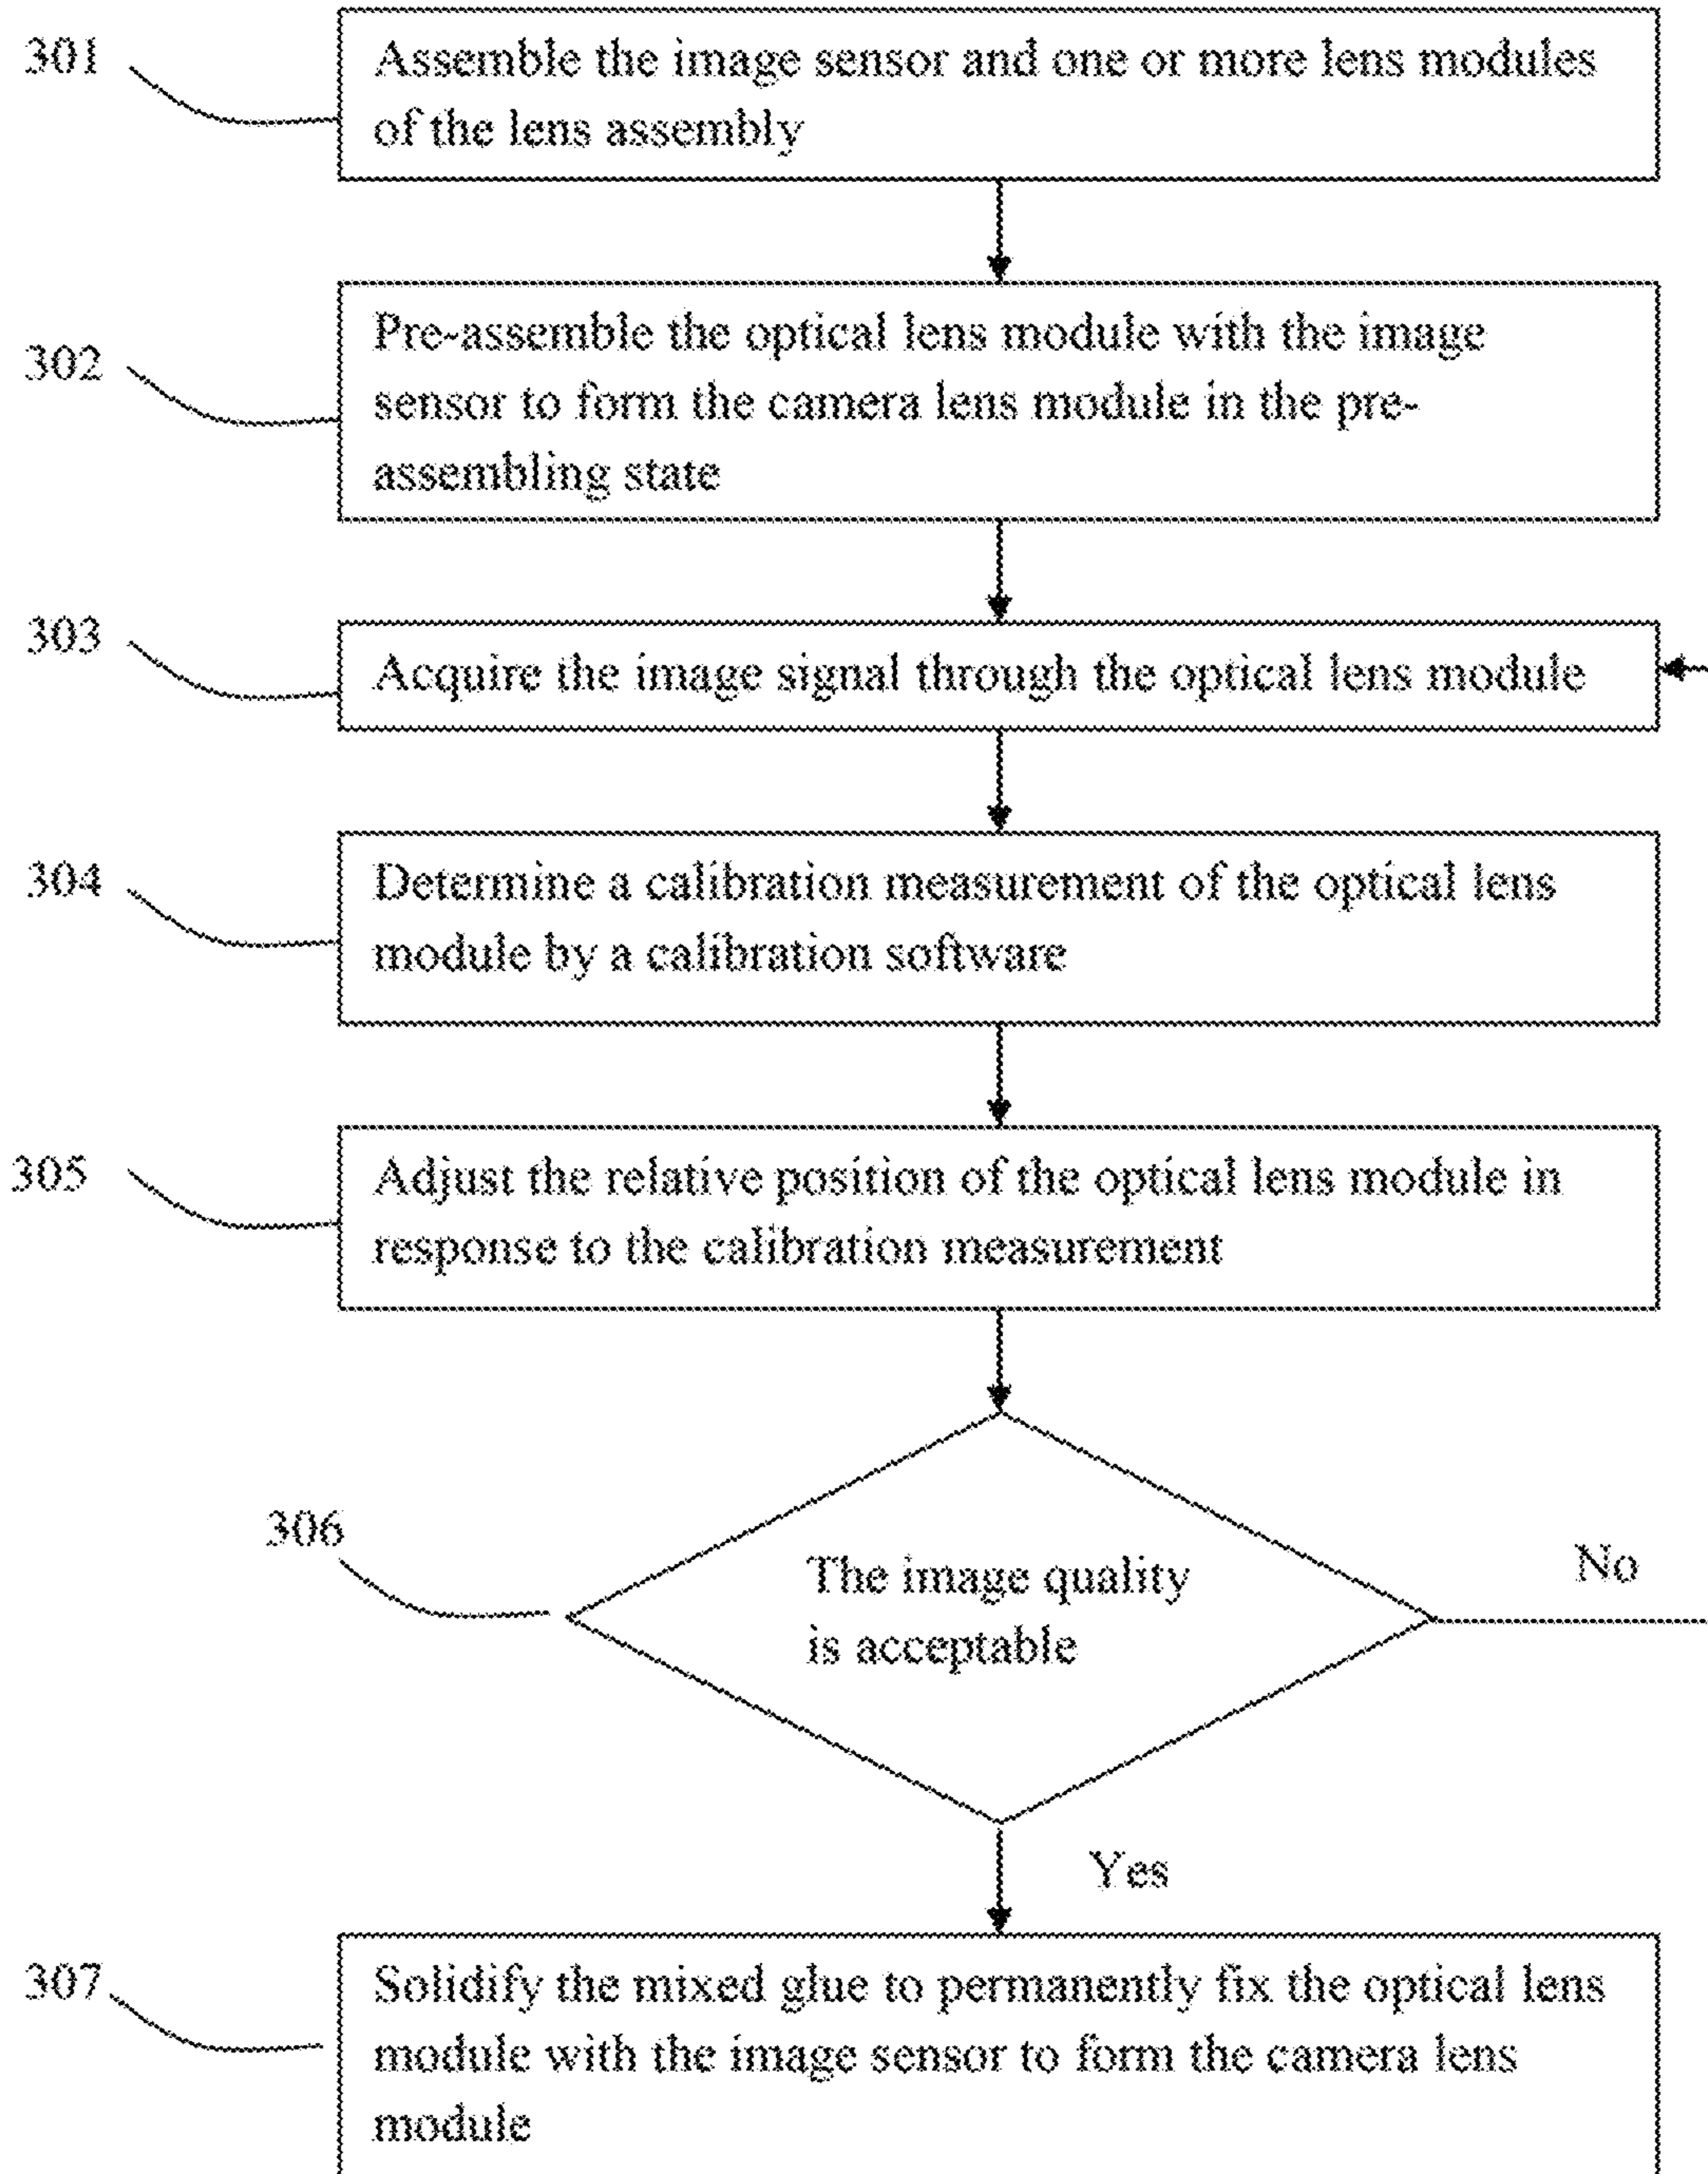 301
Assemble the image sensor and one or more lens modules
of the lens assembly
302
Pre-assemble the optical lens module with the image
sensor to form the camera lens module in the pre-
assembling state
303
Acquire the image signal through the optical lens module
304
Determine a calibration measurement of the optical lens
module by a calibration software
305
Adjust the relative position of the optical lens module in
response to the calibration measurement
306
The image quality
is acceptable
No
Yes
307
Solidify the mixed glue to permanently fix the optical lens
module with the image sensor to form the camera lens
module